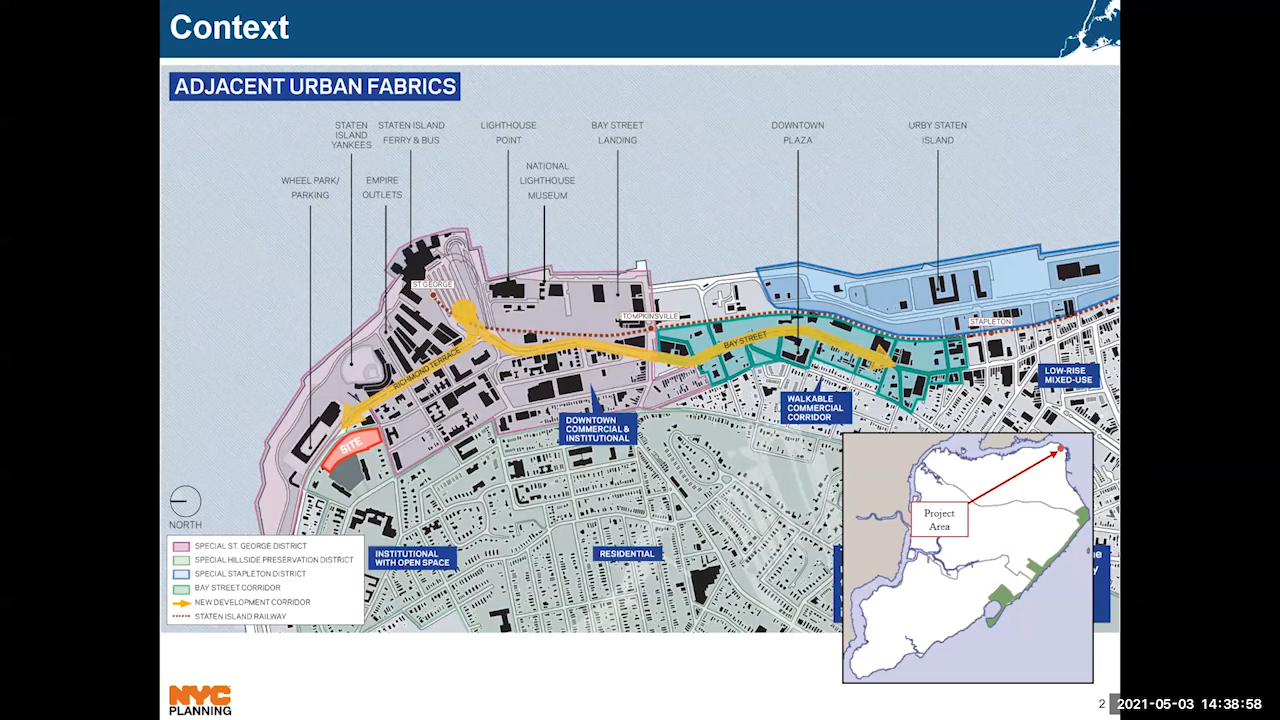 Context
ADJACENT URBAN FABRICS
STATEN
ISLAND
YANKEES
STATEN ISLAND
FERRY & BUS
LIGHTHOUSE
POINT
BAY STREET
LANDING
DOWNTOWN
PLAZA
URBY STATEN
ISLAND
WHEEL PARK/
PARKING
EMPIRE
OUTLETS
NATIONAL
LIGHTHOUSE
MUSEUM
ST GEORGE
TOMPKINSVILLE
STAPLETON
BAY STREET
RICHMOND TERRACE
SITE
LOW-RISE
MIXED-USE
WALKABLE
COMMERCIAL
CORRIDOR
DOWNTOWN
COMMERCIAL &
INSTITUTIONAL
INSTITUTIONAL
WITH OPEN SPACE
RESIDENTIAL
Project
Area
NORTH
SPECIAL ST. GEORGE DISTRICT
SPECIAL HILLSIDE PRESERVATION DISTRICT
SPECIAL STAPLETON DISTRICT
BAY STREET CORRIDOR
NEW DEVELOPMENT CORRIDOR
STATEN ISLAND RAILWAY
NYC
PLANNING
2
2021-05-03 14:38:58